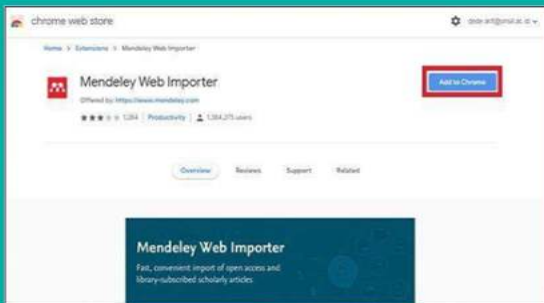 chrome web store
Home > Extensions > Mendeley Web Importer
Mendeley Web Importer
Add to Chrome
Offered by: https://www.mendeley.com
Productivity
users
Overview Reviews Support Related
Mendeley Web Importer
Fast, convenient import of open access and
library-subscribed scholarly articles